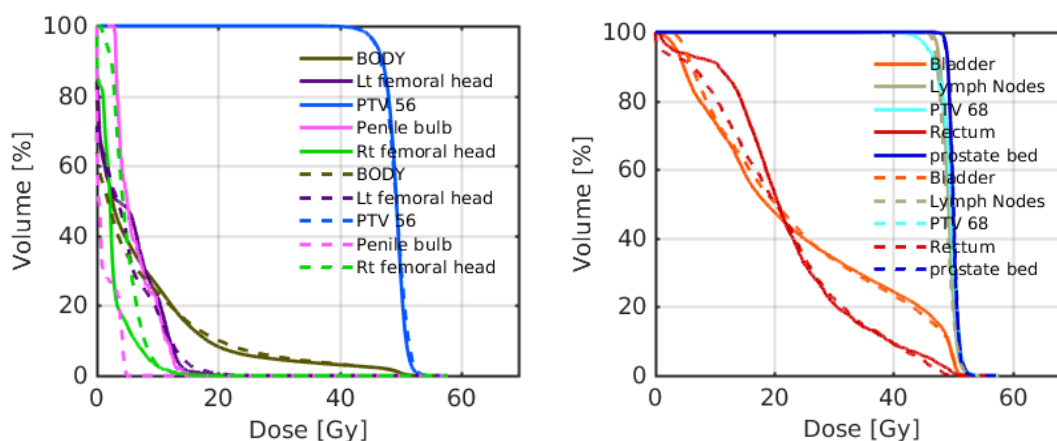 Volume [%]
100
80
60
40
20
0
BODY
Lt femoral head
PTV 56
Penile bulb
Rt femoral head
BODY
Lt femoral head
PTV 56
Penile bulb
Rt femoral head
0 20 40 60
Dose [Gy]
Volume [%]
100
80
60
40
20
0
Bladder
Lymph Nodes
PTV 68
Rectum
prostate bed
Bladder
Lymph Nodes
PTV 68
Rectum
prostate bed
0 20 40 60
Dose [Gy]